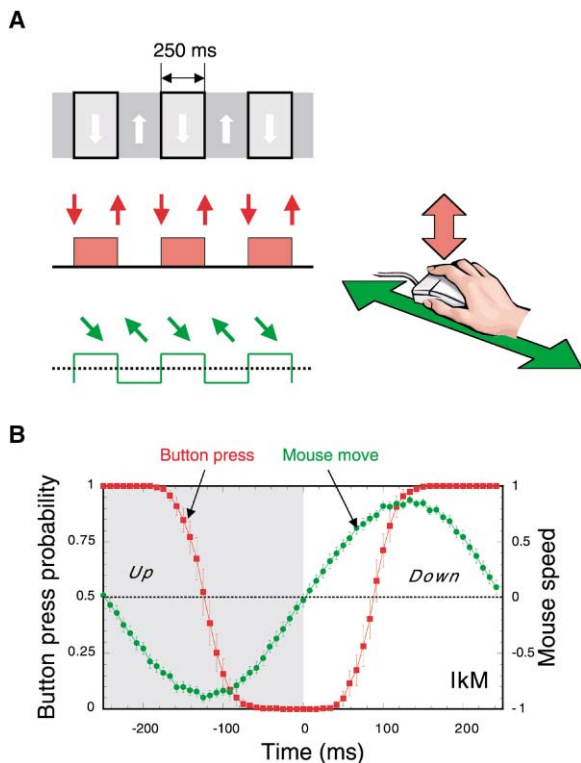 A
250 ms
B
Button press
Mouse move
Button press probability
1
0.75
0.5
0.25
0
Up
Down
IkM
1
0.5
0
-0.5
-1
Mouse speed
-200
-100
0
100
200
Time (ms)